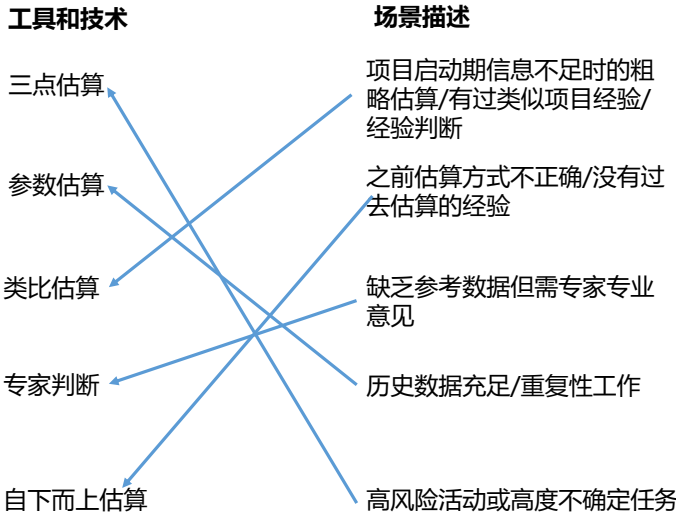 工具和技术
场景描述
三点估算
项目启动期信息不足时的粗
略估算/有过类似项目经验/
经验判断
参数估算
之前估算方式不正确/没有过
去估算的经验
类比估算
缺乏参考数据但需专家专业
意见
专家判断
历史数据充足/重复性工作
自下而上估算
高风险活动或高度不确定任务